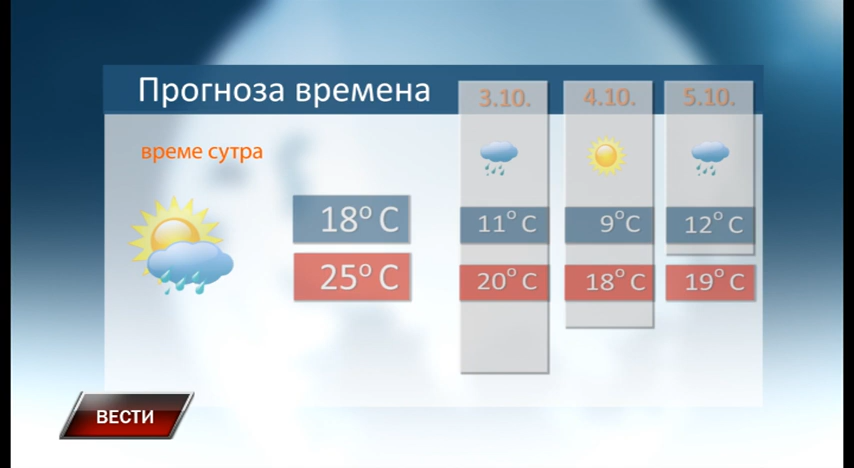 Прогноза времена
време сутра
18° C
25° C
3.10.
11° C
20° C
4.10.
9°C
18° C
5.10.
12° C
19° C
ВЕСТИ